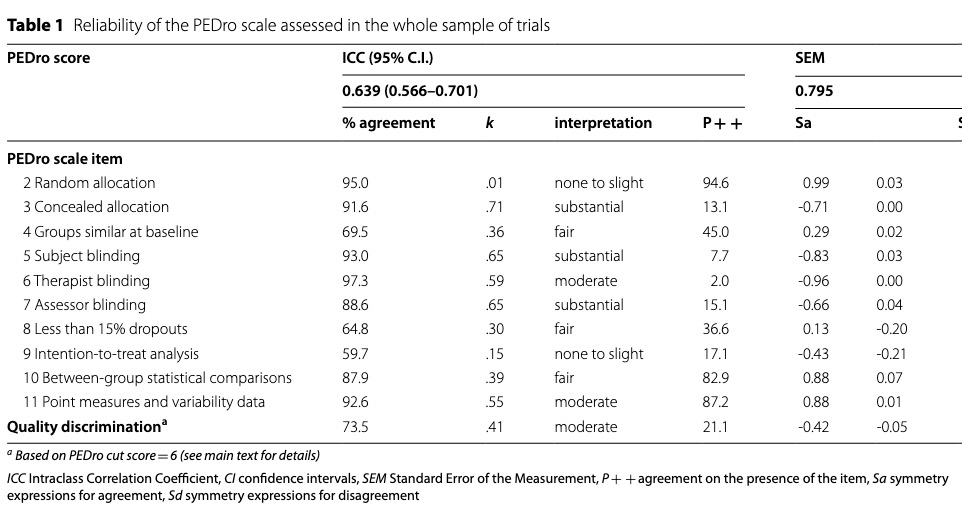 Table 1 Reliability of the PEDro scale assessed in the whole sample of trials
PEDro score ICC (95% C.I.) SEM
0.639 (0.566–0.701) 0.795
% agreement k interpretation P++ Sa S
PEDro scale item
2 Random allocation 95.0 .01 none to slight 94.6 0.99 0.03
3 Concealed allocation 91.6 .71 substantial 13.1 -0.71 0.00
4 Groups similar at baseline 69.5 .36 fair 45.0 0.29 0.02
5 Subject blinding 93.0 .65 substantial 7.7 -0.83 0.03
6 Therapist blinding 97.3 .59 moderate 2.0 -0.96 0.00
7 Assessor blinding 88.6 .65 substantial 15.1 -0.66 0.04
8 Less than 15% dropouts 64.8 .30 fair 36.6 0.13 -0.20
9 Intention-to-treat analysis 59.7 .15 none to slight 17.1 -0.43 -0.21
10 Between-group statistical comparisons 87.9 .39 fair 82.9 0.88 0.07
11 Point measures and variability data 92.6 .55 moderate 87.2 0.88 0.01
Quality discriminationa 73.5 .41 moderate 21.1 -0.42 -0.05
a Based on PEDro cut score = 6 (see main text for details)
ICC Intraclass Correlation Coefficient, CI confidence intervals, SEM Standard Error of the Measurement, P++ agreement on the presence of the item, Sa symmetry
expressions for agreement, Sd symmetry expressions for disagreement